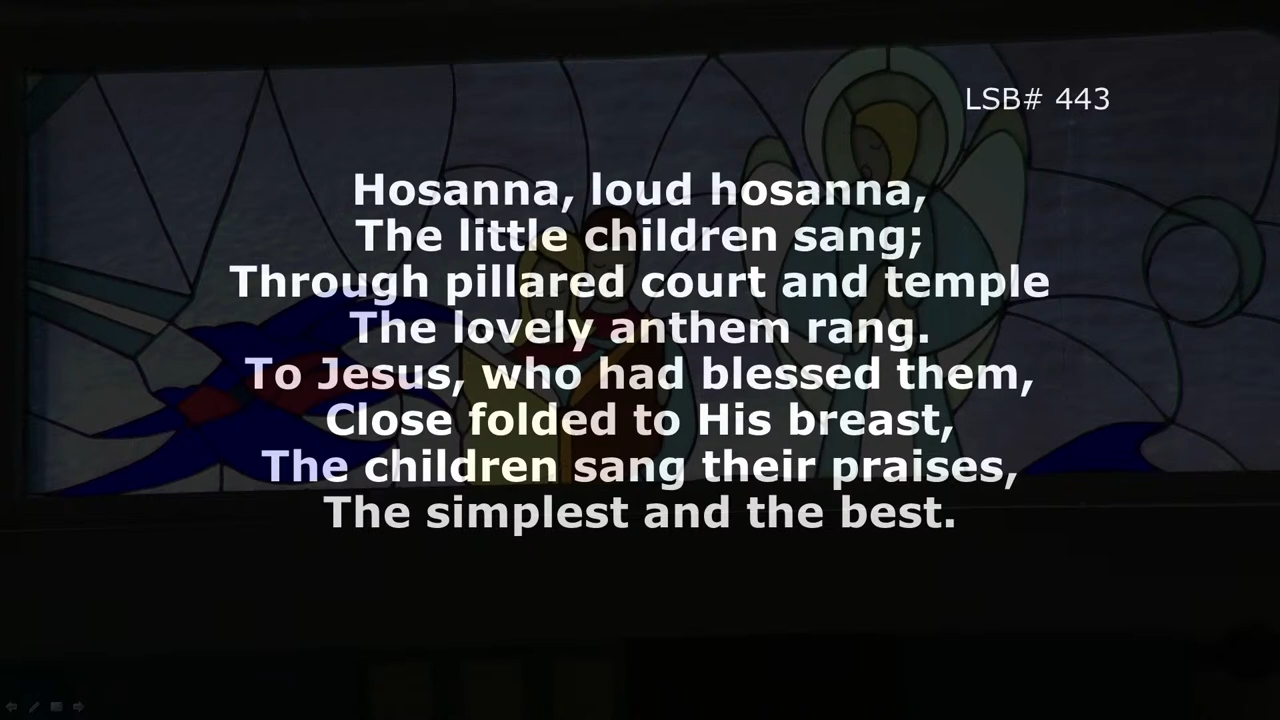 LSB# 443
Hosanna, loud hosanna,
The little children sang;
Through pillared court and temple
The lovely anthem rang.
To Jesus, who had blessed them,
Close folded to His breast,
The children sang their praises,
The simplest and the best.